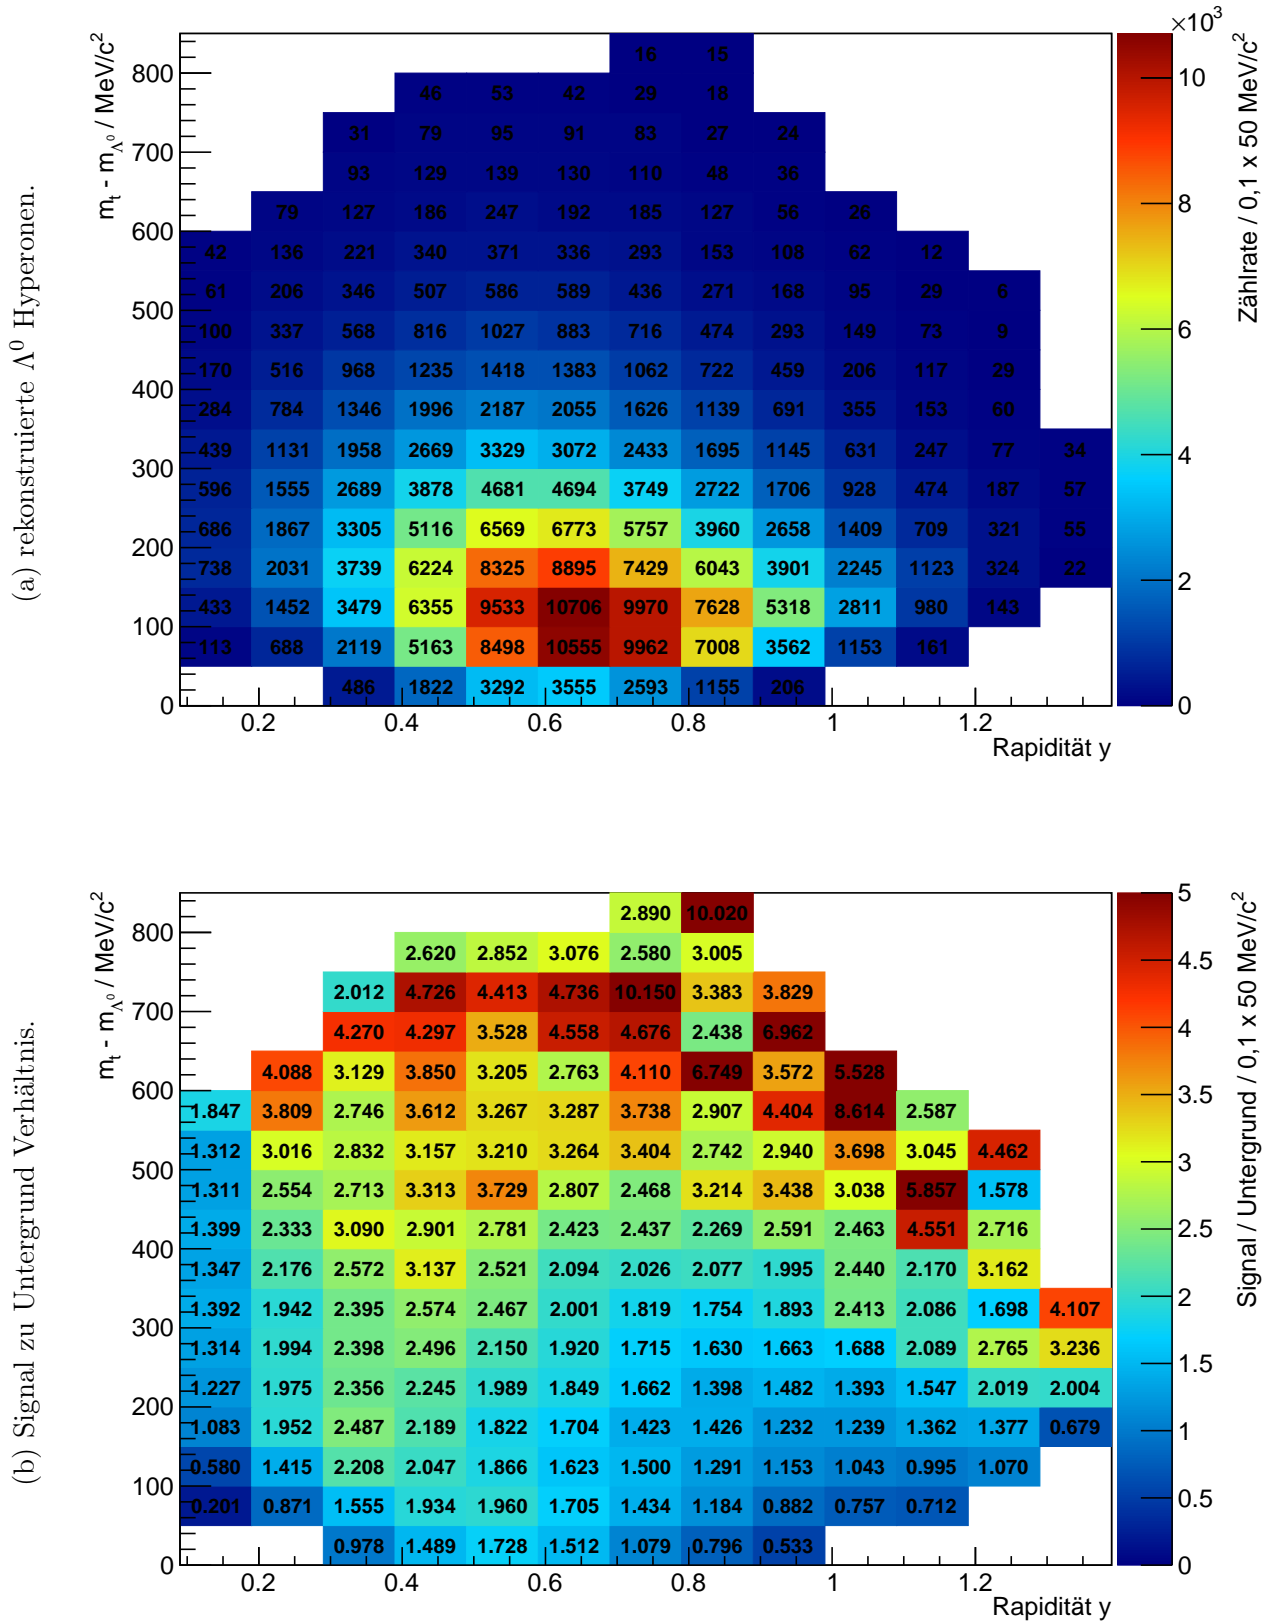 ×10³
m_t - m_Λ⁰ / MeV/c²
(a) rekonstruierte Λ⁰ Hyperonen.
Zählrate / 0,1 x 50 MeV/c²
800 16 15 10
46 53 42 29 18
700 31 79 95 91 83 27 24
93 129 139 130 110 48 36
79 127 186 247 192 185 127 56 26 8
600 42 136 221 340 371 336 293 153 108 62 12
61 206 346 507 586 589 436 271 168 95 29 6
500 100 337 568 816 1027 883 716 474 293 149 73 9 6
170 516 968 1235 1418 1383 1062 722 459 206 117 29
400 284 784 1346 1996 2187 2055 1626 1139 691 355 153 60
439 1131 1958 2669 3329 3072 2433 1695 1145 631 247 77 34 4
300 596 1555 2689 3878 4681 4694 3749 2722 1706 928 474 187 57
686 1867 3305 5116 6569 6773 5757 3960 2658 1409 709 321 55
200 738 2031 3739 6224 8325 8895 7429 6043 3901 2245 1123 324 22 2
433 1452 3479 6355 9533 10706 9970 7628 5318 2811 980 143
100 113 688 2119 5163 8498 10555 9962 7008 3562 1153 161
486 1822 3292 3555 2593 1155 206
0 0
0.2 0.4 0.6 0.8 1 1.2
Rapidität y
m_t - m_Λ⁰ / MeV/c²
(b) Signal zu Untergrund Verhältnis.
Signal / Untergrund / 0,1 x 50 MeV/c²
5
800 2.890 10.020
2.620 2.852 3.076 2.580 3.005 4.5
700 2.012 4.726 4.413 4.736 10.150 3.383 3.829
4.270 4.297 3.528 4.558 4.676 2.438 6.962 4
4.088 3.129 3.850 3.205 2.763 4.110 6.749 3.572 5.528
600 1.847 3.809 2.746 3.612 3.267 3.287 3.738 2.907 4.404 8.614 2.587 3.5
1.312 3.016 2.832 3.157 3.210 3.264 3.404 2.742 2.940 3.698 3.045 4.462 3
500 1.311 2.554 2.713 3.313 3.729 2.807 2.468 3.214 3.438 3.038 5.857 1.578
1.399 2.333 3.090 2.901 2.781 2.423 2.437 2.269 2.591 2.463 4.551 2.716 2.5
400 1.347 2.176 2.572 3.137 2.521 2.094 2.026 2.077 1.995 2.440 2.170 3.162
1.392 1.942 2.395 2.574 2.467 2.001 1.819 1.754 1.893 2.413 2.086 1.698 4.107 2
300 1.314 1.994 2.398 2.496 2.150 1.920 1.715 1.630 1.663 1.688 2.089 2.765 3.236 1.5
1.227 1.975 2.356 2.245 1.989 1.849 1.662 1.398 1.482 1.393 1.547 2.019 2.004
200 1.083 1.952 2.487 2.189 1.822 1.704 1.423 1.426 1.232 1.239 1.362 1.377 0.679 1
0.580 1.415 2.208 2.047 1.866 1.623 1.500 1.291 1.153 1.043 0.995 1.070
100 0.201 0.871 1.555 1.934 1.960 1.705 1.434 1.184 0.882 0.757 0.712 0.5
0.978 1.489 1.728 1.512 1.079 0.796 0.533
0 0
0.2 0.4 0.6 0.8 1 1.2
Rapidität y